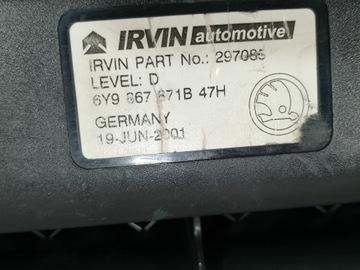 IRVIN automotive
IRVIN PART No.: 297085
LEVEL: D
6Y9 867 871B 47H
GERMANY
19-JUN-2001